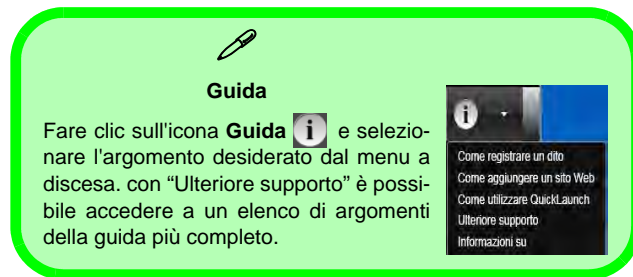 Guida
Fare clic sull'icona Guida i e selezio-
nare l'argomento desiderato dal menu a
discesa. con “Ulteriore supporto” è possi-
bile accedere a un elenco di argomenti
della guida più completo.
i
Come registrare un dito
Come aggiungere un sito Web
Come utilizzare QuickLaunch
Ulteriore supporto
Informazioni su